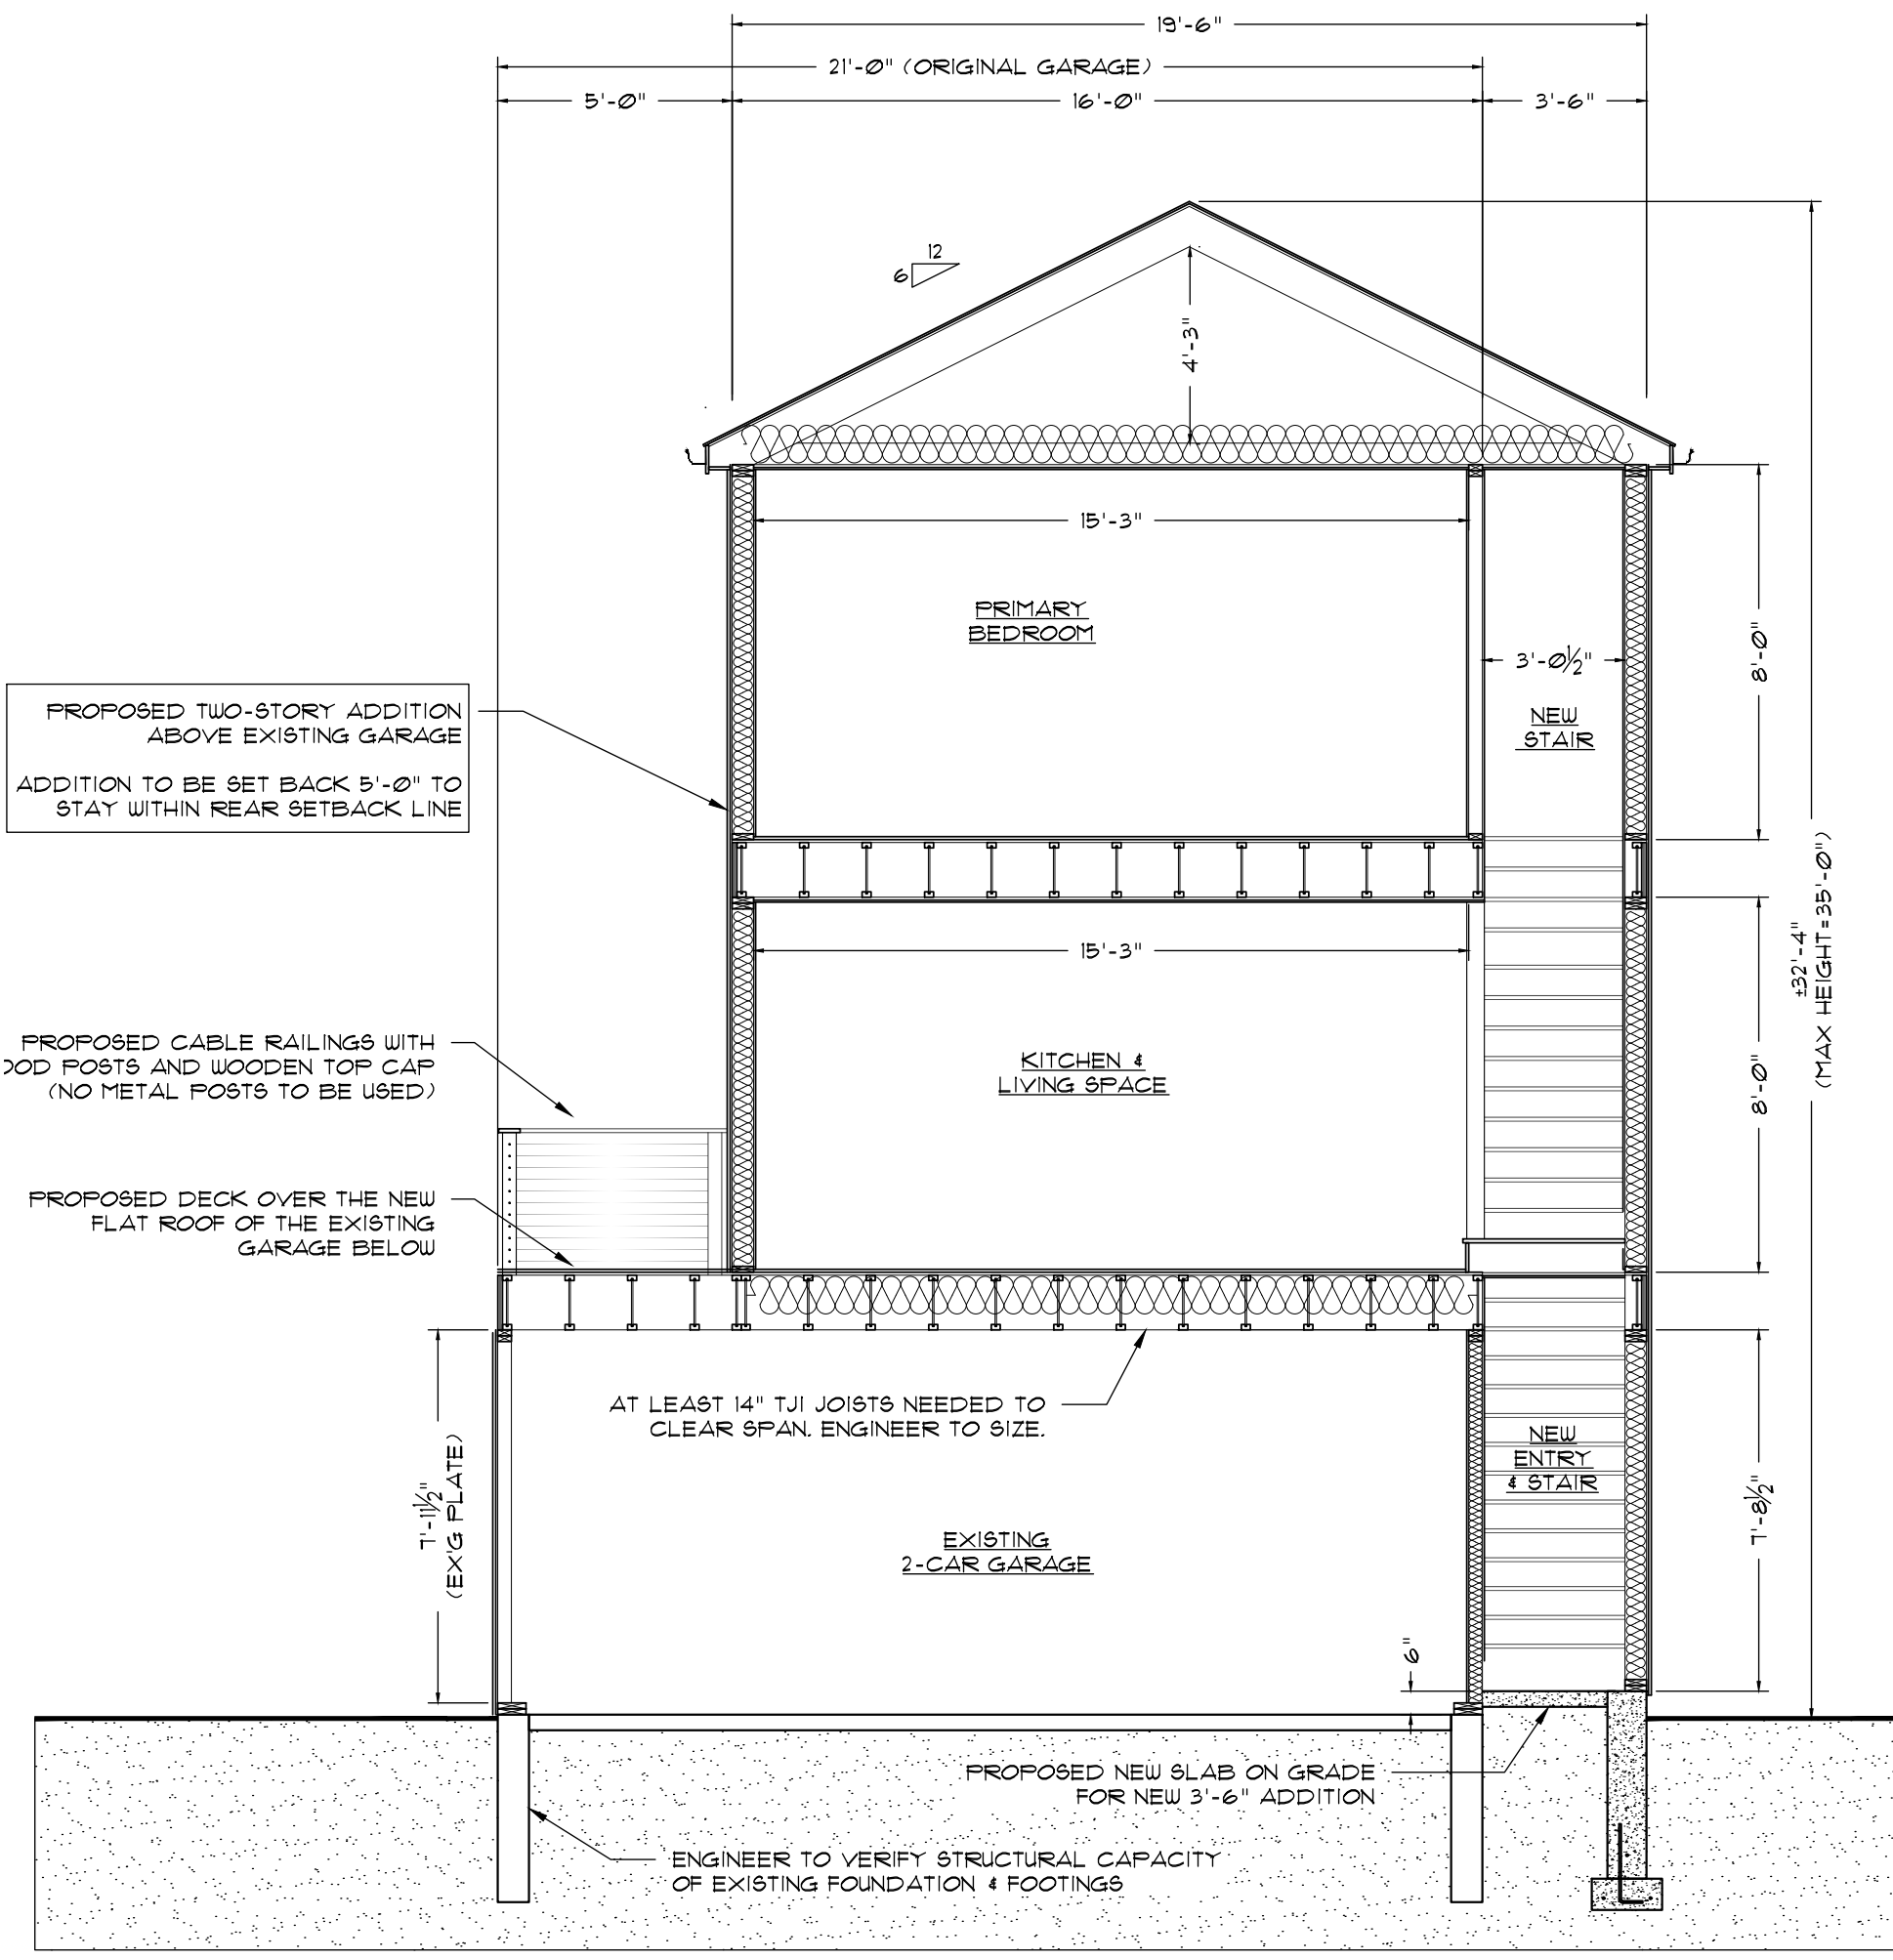 19'-6"
21'-0" (ORIGINAL GARAGE)
5'-0"
16'-0"
3'-6"
12
6
4'-3"
15'-3"
PRIMARY
BEDROOM
3'-0½"
8'-0"
NEW
STAIR
PROPOSED TWO-STORY ADDITION
ABOVE EXISTING GARAGE
ADDITION TO BE SET BACK 5'-0" TO
STAY WITHIN REAR SETBACK LINE
±32'-4"
(MAX HEIGHT=35'-0")
15'-3"
PROPOSED CABLE RAILINGS WITH
OOD POSTS AND WOODEN TOP CAP
(NO METAL POSTS TO BE USED)
KITCHEN &
LIVING SPACE
8'-0"
PROPOSED DECK OVER THE NEW
FLAT ROOF OF THE EXISTING
GARAGE BELOW
AT LEAST 14" TJI JOISTS NEEDED TO
CLEAR SPAN. ENGINEER TO SIZE.
7'-11½"
(EX'G PLATE)
NEW
ENTRY
& STAIR
7'-8½"
EXISTING
2-CAR GARAGE
6"
PROPOSED NEW SLAB ON GRADE
FOR NEW 3'-6" ADDITION
ENGINEER TO VERIFY STRUCTURAL CAPACITY
OF EXISTING FOUNDATION & FOOTINGS